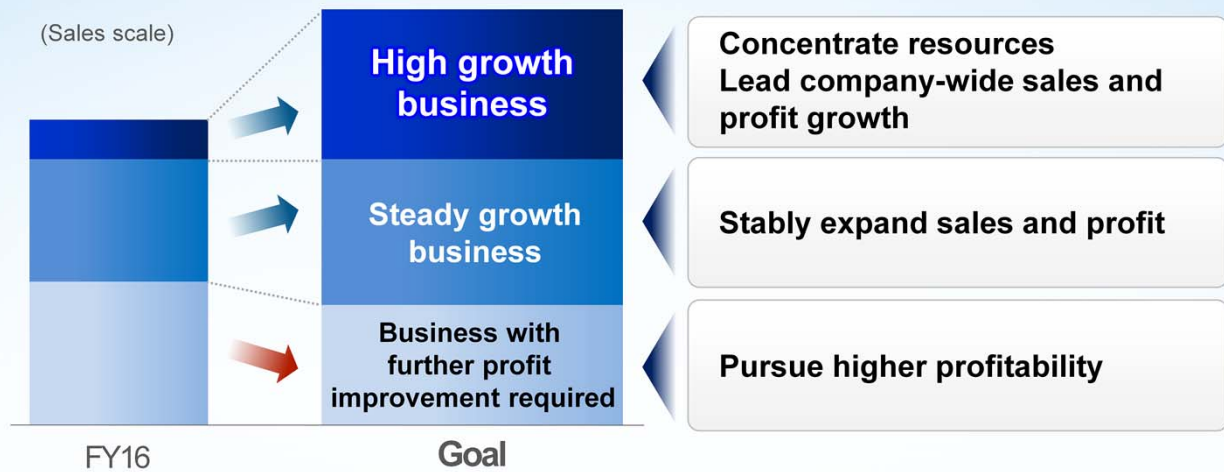 (Sales scale)
High growth
business
Concentrate resources
Lead company-wide sales and
profit growth
Steady growth
business
Stably expand sales and profit
Business with
further profit
improvement required
Pursue higher profitability
FY16
Goal